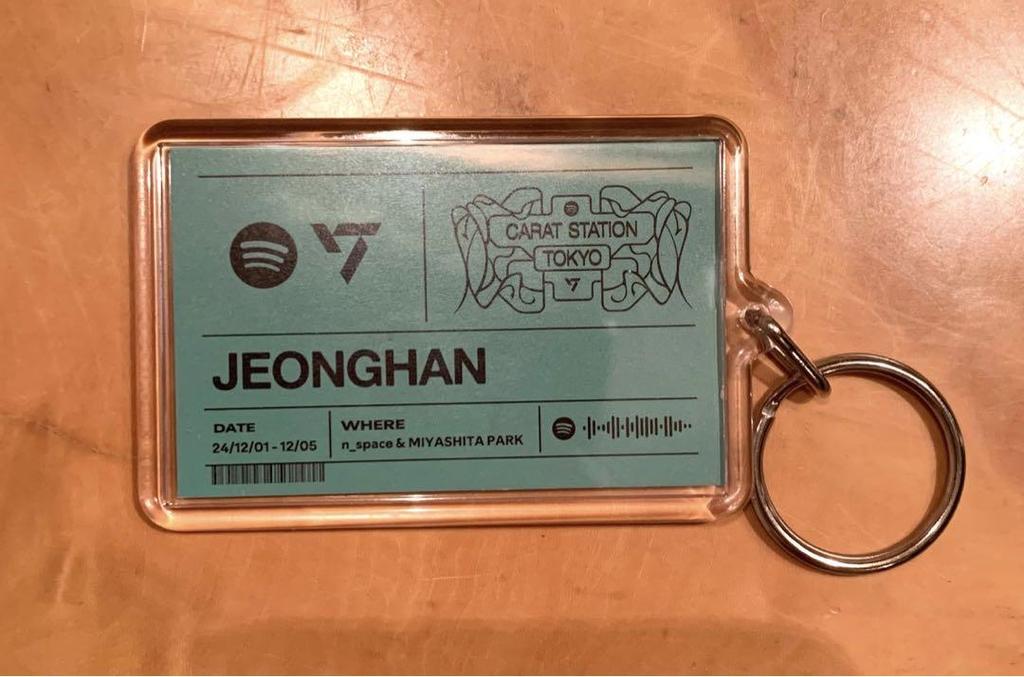 CARAT STATION
TOKYO
JEONGHAN
DATE
24/12/01 - 12/05
WHERE
n_space & MIYASHITA PARK